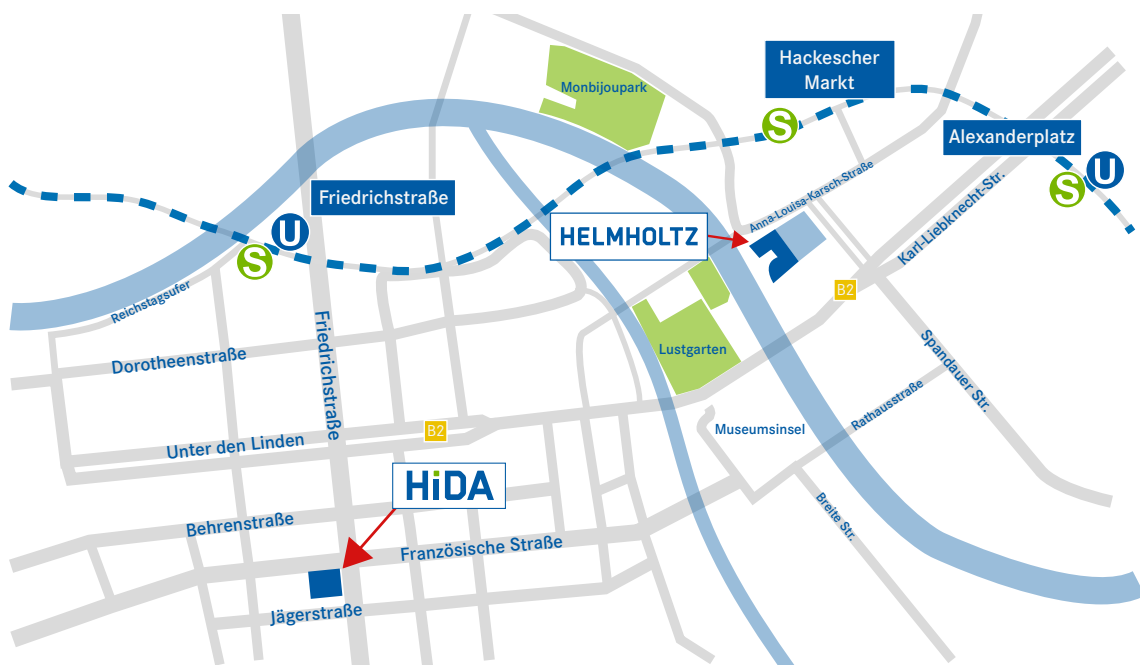 Monbijoupark
Hackescher
Markt
S
Alexanderplatz
S
U
Friedrichstraße
U
S
Anna-Louisa-Karsch-Straße
HELMHOLTZ
Karl-Liebknecht-Str.
Reichstagsufer
B2
Friedrichstraße
Dorotheenstraße
Lustgarten
Spandauer Str.
Rathausstraße
Unter den Linden
B2
Museumsinsel
HiDA
Behrenstraße
Breite Str.
Französische Straße
Jägerstraße